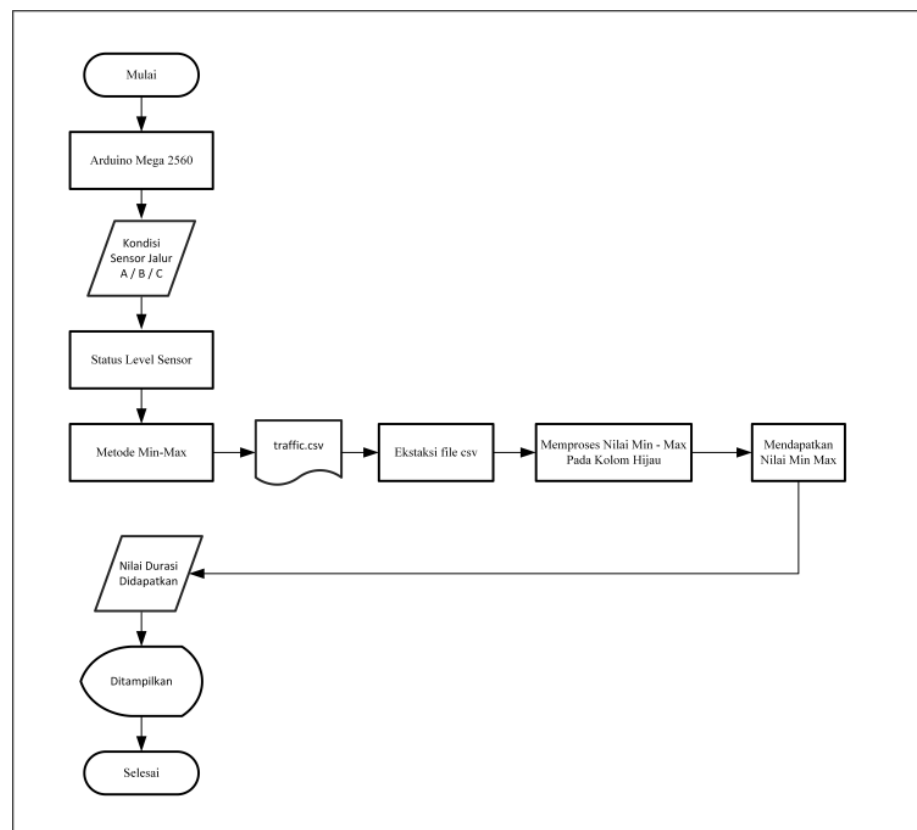 Mulai
Arduino Mega 2560
Kondisi
Sensor Jalur
A / B / C
Status Level Sensor
Metode Min-Max
traffic.csv
Ekstaksi file csv
Memproses Nilai Min - Max
Pada Kolom Hijau
Mendapatkan
Nilai Min Max
Nilai Durasi
Didapatkan
Ditampilkan
Selesai